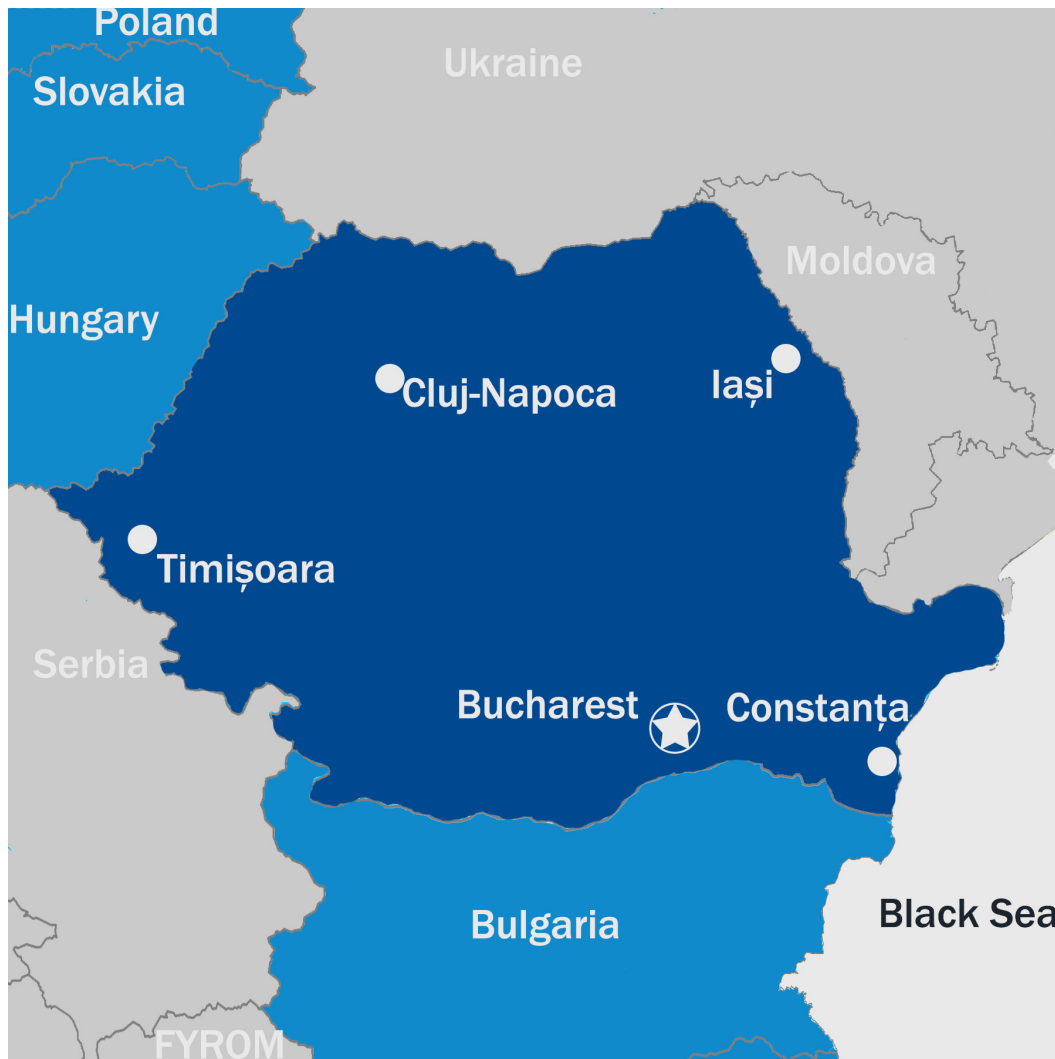 Poland
Ukraine
Slovakia
Moldova
Hungary
Iași
Cluj-Napoca
Timișoara
Serbia
Bucharest
Constanța
Black Sea
Bulgaria
FYROM